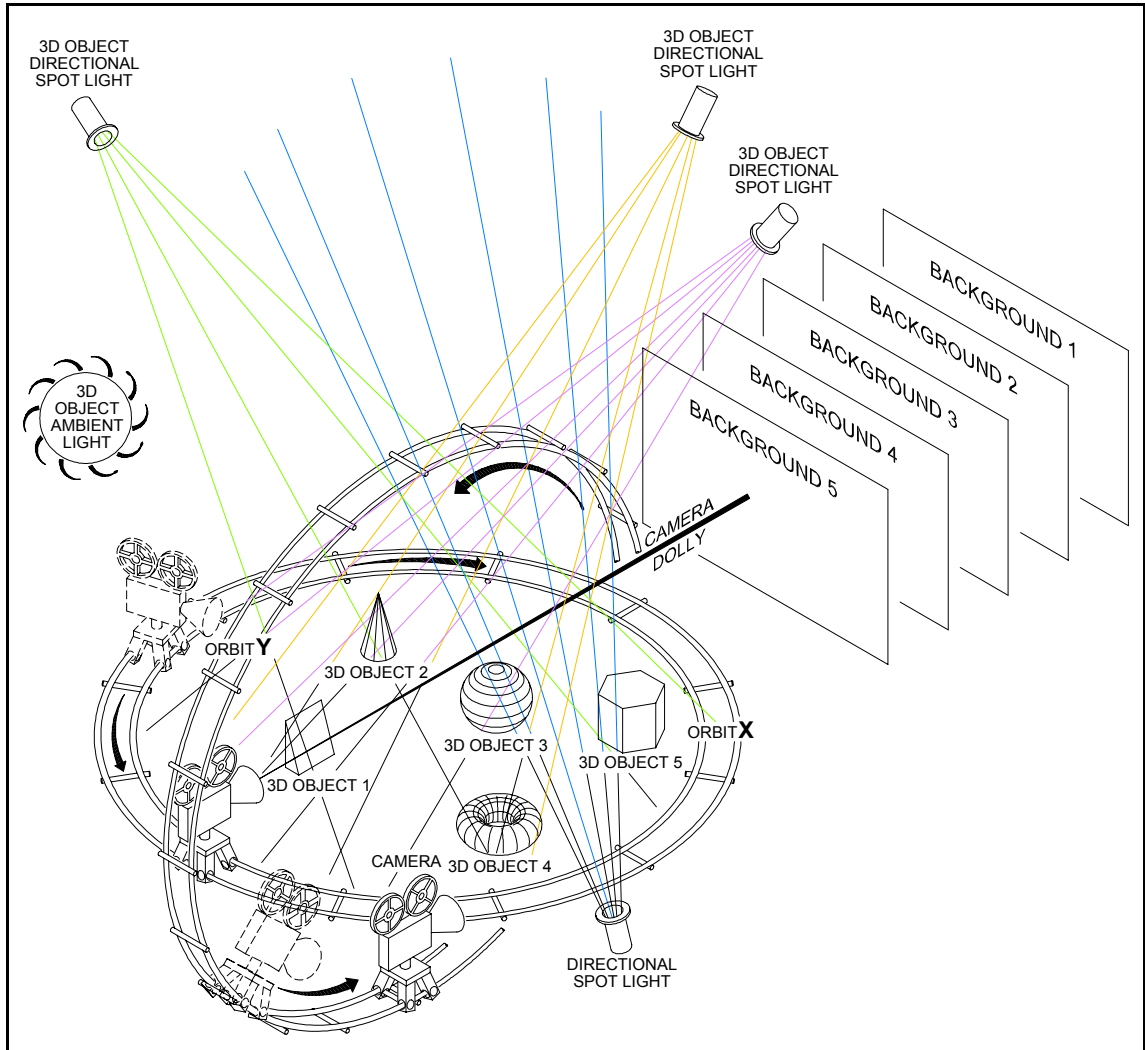 3D OBJECT
DIRECTIONAL
SPOT LIGHT
3D OBJECT
DIRECTIONAL
SPOT LIGHT
3D OBJECT
DIRECTIONAL
SPOT LIGHT
BACKGROUND 1
BACKGROUND 2
BACKGROUND 3
BACKGROUND 4
BACKGROUND 5
3D
OBJECT
AMBIENT
LIGHT
CAMERA
DOLLY
ORBIT Y
3D OBJECT 2
ORBIT X
3D OBJECT 3
3D OBJECT 5
3D OBJECT 1
CAMERA
3D OBJECT 4
DIRECTIONAL
SPOT LIGHT